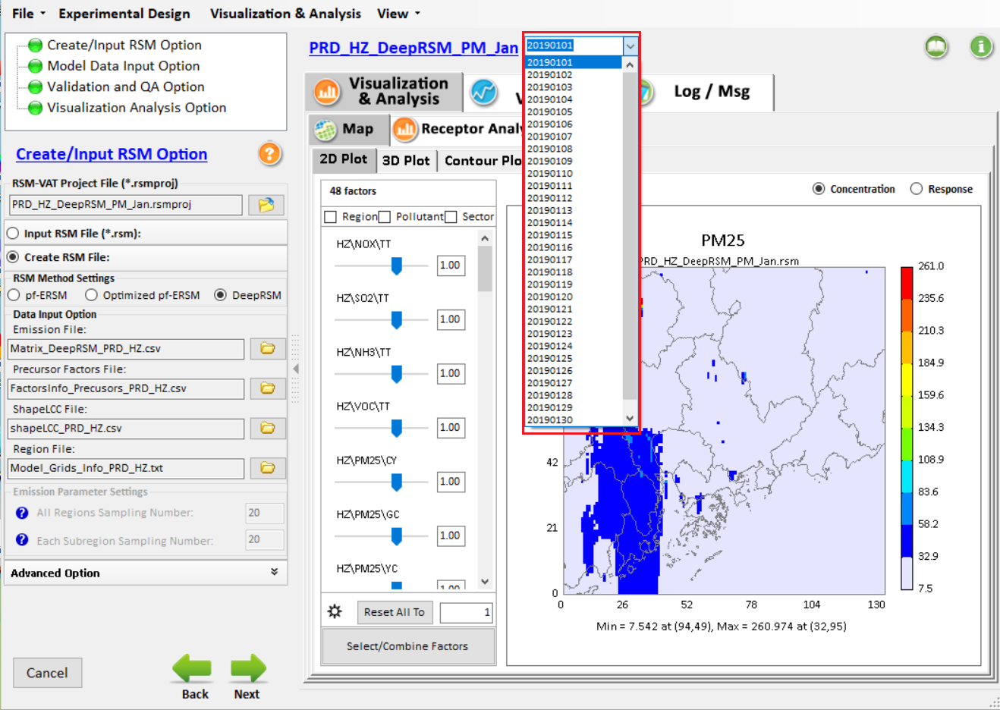 File
Experimental Design
Visualization & Analysis
View
Create/Input RSM Option
Model Data Input Option
Validation and QA Option
Visualization Analysis Option
Create/Input RSM Option
RSM-VAT Project File (*.rsmproj)
PRD_HZ_DeepRSM_PM_Jan.rsmproj
Input RSM File (*.rsm):
Create RSM File:
RSM Method Settings
pf-ERSM
Optimized pf-ERSM
DeepRSM
Data Input Option
Emission File:
Matrix_DeepRSM_PRD_HZ.csv
Precursor Factors File:
FactorsInfo_Precusors_PRD_HZ.csv
ShapeLCC File:
shapeLCC_PRD_HZ.csv
Region File:
Model_Grids_Info_PRD_HZ.txt
Emission Parameter Settings
All Regions Sampling Number:
20
Each Subregion Sampling Number:
20
Advanced Option
Cancel
Back
Next
PRD_HZ_DeepRSM_PM_Jan
20190101
20190101
20190102
20190103
20190104
20190105
20190106
20190107
20190108
20190109
20190110
20190111
20190112
20190113
20190114
20190115
20190116
20190117
20190118
20190119
20190120
20190121
20190122
20190123
20190124
20190125
20190126
20190127
20190128
20190129
20190130
Visualization
& Analysis
Log / Msg
Map
Receptor Analy
2D Plot
3D Plot
Contour Plo
48 factors
Region
Pollutant
Sector
HZ\NOX\TT
1.00
HZ\SO2\TT
1.00
HZ\NH3\TT
1.00
HZ\VOC\TT
1.00
HZ\PM25\CY
1.00
HZ\PM25\GC
1.00
HZ\PM25\YC
1.00
Reset All To
1
Select/Combine Factors
Concentration
Response
PM25
PRD_HZ_DeepRSM_PM_Jan.rsm
42
21
0
0
26
52
78
104
130
261.0
235.6
210.3
184.9
159.6
134.3
108.9
83.6
58.2
32.9
7.5
Min = 7.542 at (94,49), Max = 260.974 at (32,95)